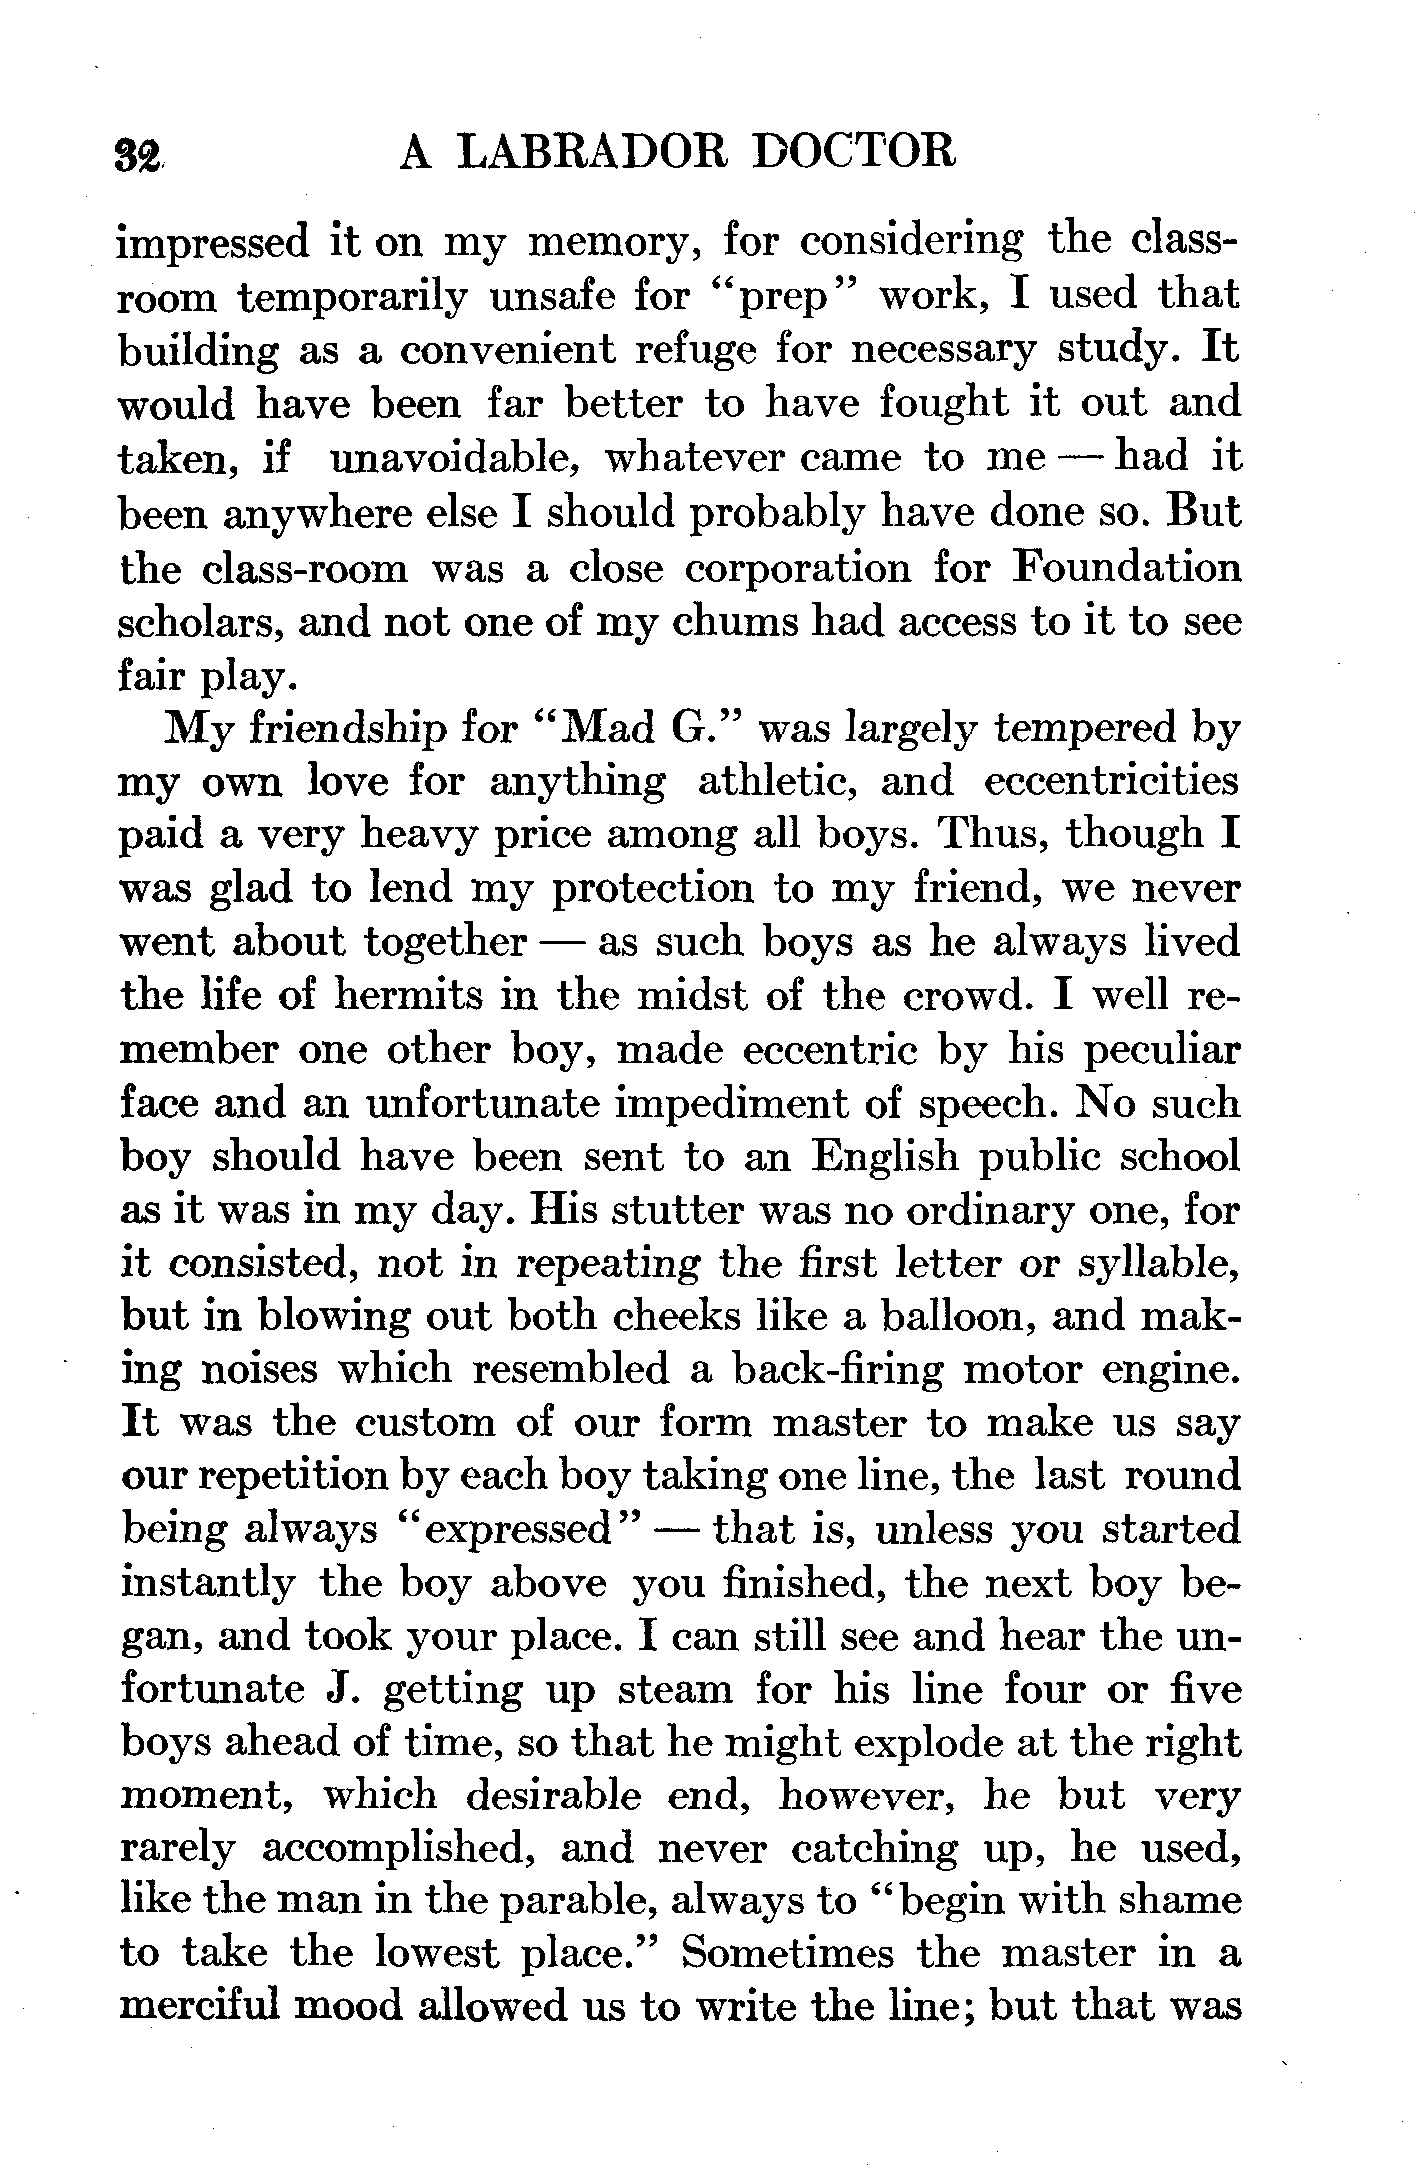 32 A LABRADOR DOCTOR
impressed it on my memory, for considering the class-
room temporarily unsafe for “prep” work, I used that
building as a convenient refuge for necessary study. It
would have been far better to have fought it out and
taken, if unavoidable, whatever came to me — had it
been anywhere else I should probably have done so. But
the class-room was a close corporation for Foundation
scholars, and not one of my chums had access to it to see
fair play.
My friendship for “Mad G.” was largely tempered by
my own love for anything athletic, and eccentricities
paid a very heavy price among all boys. Thus, though I
was glad to lend my protection to my friend, we never
went about together — as such boys as he always lived
the life of hermits in the midst of the crowd. I well re-
member one other boy, made eccentric by his peculiar
face and an unfortunate impediment of speech. No such
boy should have been sent to an English public school
as it was in my day. His stutter was no ordinary one, for
it consisted, not in repeating the first letter or syllable,
but in blowing out both cheeks like a balloon, and mak-
ing noises which resembled a back-firing motor engine.
It was the custom of our form master to make us say
our repetition by each boy taking one line, the last round
being always “expressed” — that is, unless you started
instantly the boy above you finished, the next boy be-
gan, and took your place. I can still see and hear the un-
fortunate J. getting up steam for his line four or five
boys ahead of time, so that he might explode at the right
moment, which desirable end, however, he but very
rarely accomplished, and never catching up, he used,
like the man in the parable, always to “begin with shame
to take the lowest place.” Sometimes the master in a
merciful mood allowed us to write the line; but that was